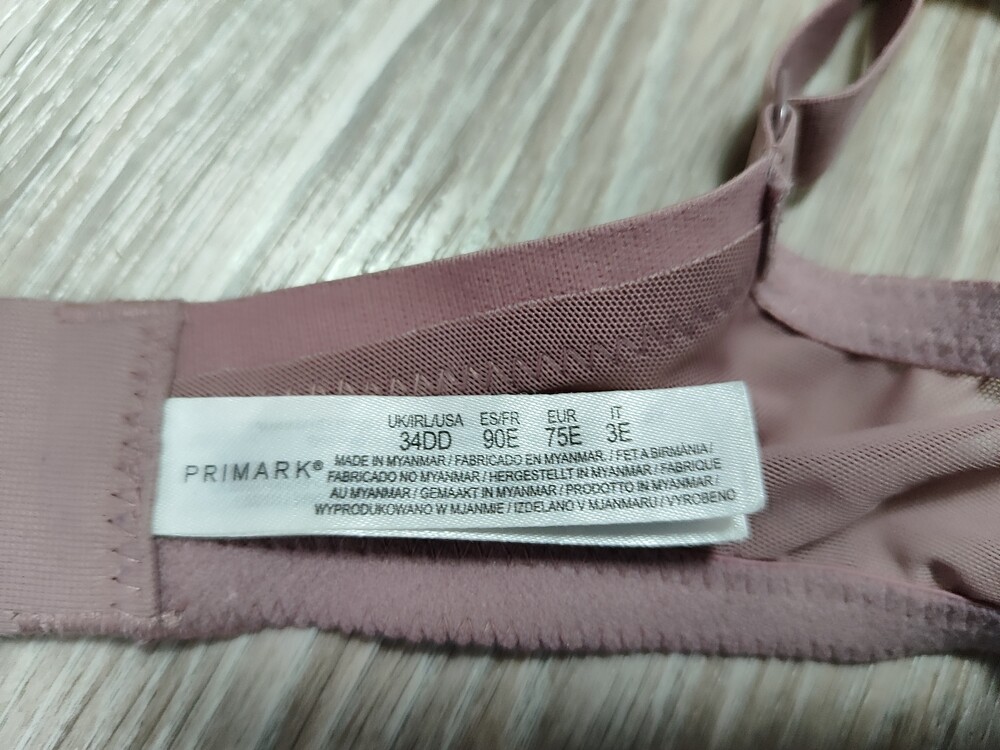 UK/IRL/USA ES/FR EUR IT
34DD 90E 75E 3E
PRIMARK®
MADE IN MYANMAR / FABRICADO EN MYANMAR. / FET A BIRMÀNIA /
FABRICADO NO MYANMAR / HERGESTELLT IN MYANMAR / FABRIQUE
AU MYANMAR / GEMAAKT IN MYANMAR / PRODOTTO IN MYANMAR /
WYPRODUKOWANO W MJANMIE / IZDELANO V MJANMARU / VYROBENO